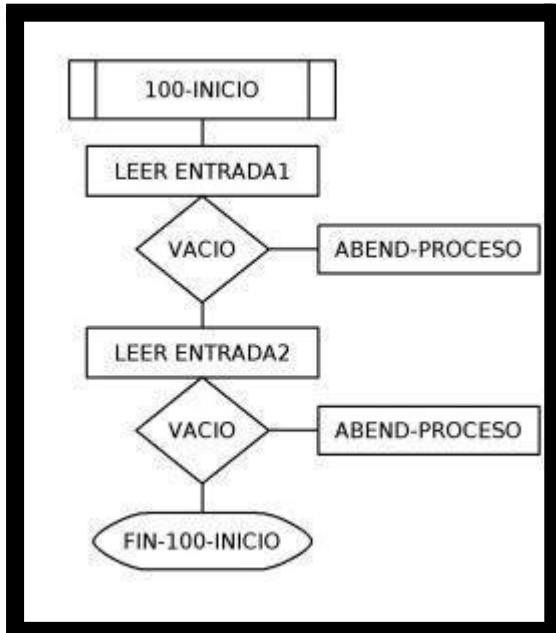 100-INICIO
LEER ENTRADA1
VACIO
ABEND-PROCESO
LEER ENTRADA2
VACIO
ABEND-PROCESO
FIN-100-INICIO